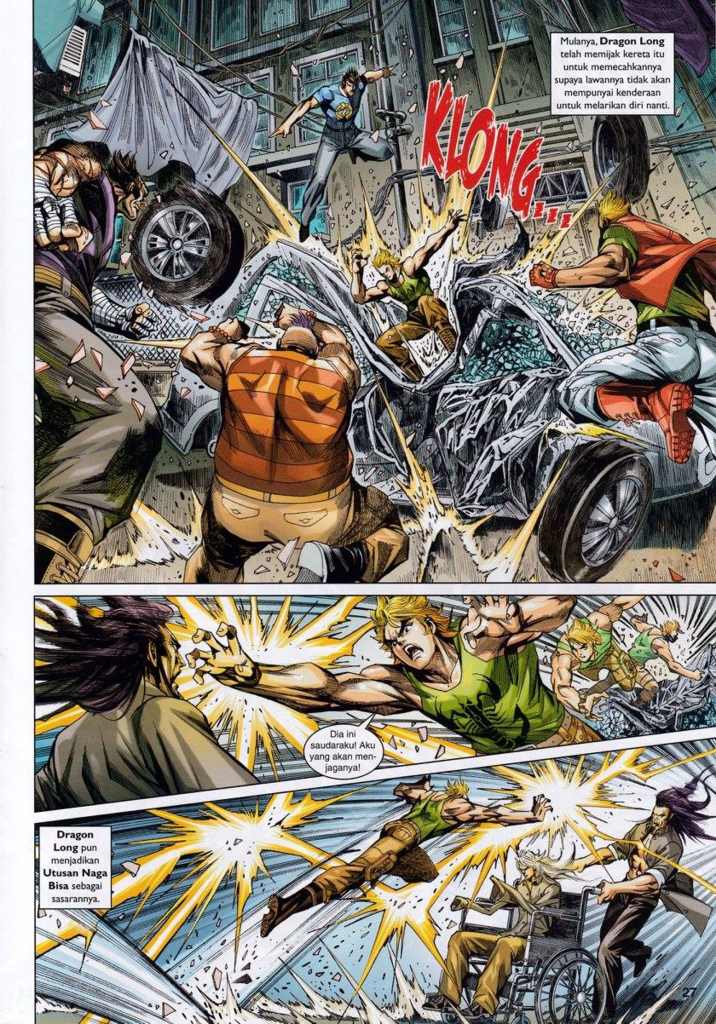 Mulanya, Dragon Long
telah memijak kereta itu
untuk memecahkannya
supaya lawannya tidak akan
mempunyai kenderaan
untuk melarikan diri nanti.
KLONG...
Dia ini
saudaraku! Aku
yang akan men-
jaganya!
Dragon
Long pun
menjadikan
Utusan Naga
Bisa sebagai
sasarannya.
27